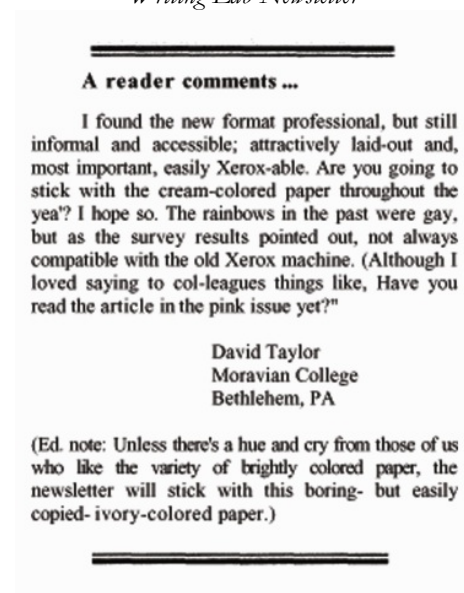 Writing Lab Newsletter
A reader comments ...
I found the new format professional, but still
informal and accessible; attractively laid-out and,
most important, easily Xerox-able. Are you going to
stick with the cream-colored paper throughout the
yea'? I hope so. The rainbows in the past were gay,
but as the survey results pointed out, not always
compatible with the old Xerox machine. (Although I
loved saying to col-leagues things like, Have you
read the article in the pink issue yet?"
David Taylor
Moravian College
Bethlehem, PA
(Ed. note: Unless there's a hue and cry from those of us
who like the variety of brightly colored paper, the
newsletter will stick with this boring- but easily
copied- ivory-colored paper.)